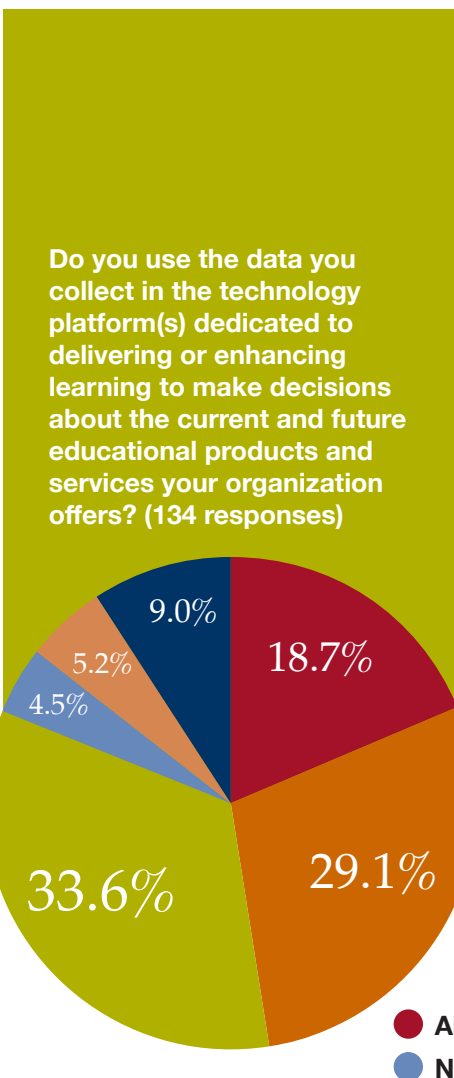 Do you use the data you
collect in the technology
platform(s) dedicated to
delivering or enhancing
learning to make decisions
about the current and future
educational products and
services your organization
offers? (134 responses)
9.0%
18.7%
5.2%
4.5%
29.1%
33.6%